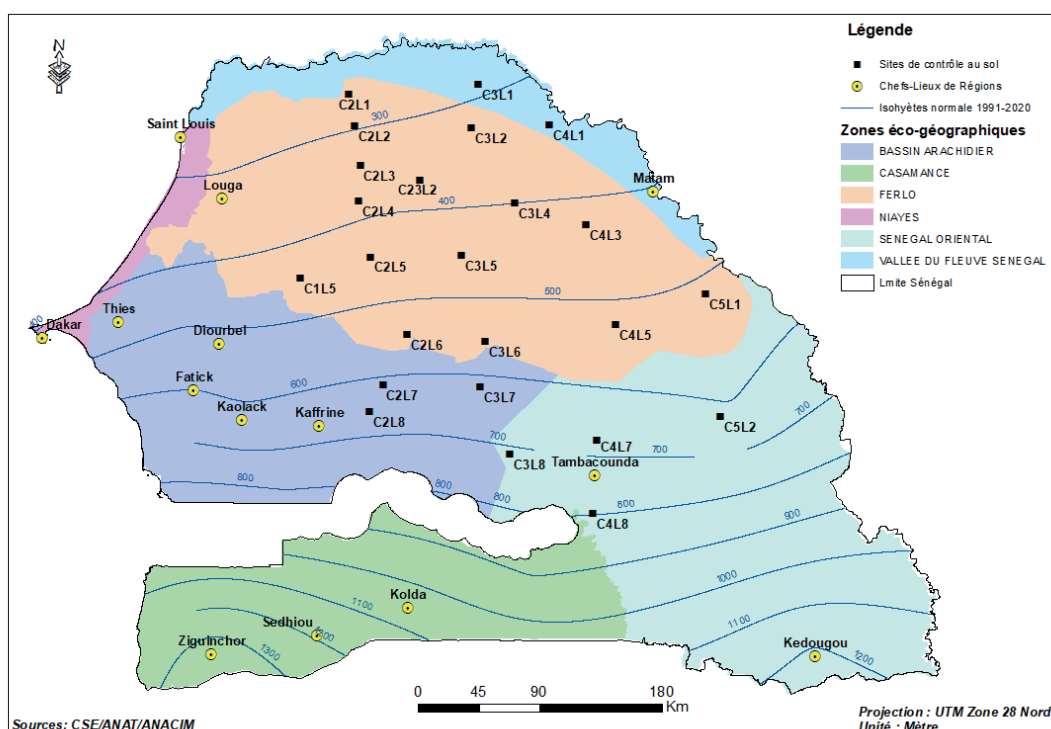 N
Légende
Sites de contrôle au sol
Chefs-Lieux de Régions
Isohyètes normale 1991-2020
Zones éco-géographiques
BASSIN ARACHIDIER
CASAMANCE
FERLO
NIAYES
SENEGAL ORIENTAL
VALLEE DU FLEUVE SENEGAL
Lmite Sénégal
C3L1
C2L1
300
C2L2
C3L2
C4L1
Saint Louis
C2L3
C23L2
Matam
Louga
400
C2L4
C3L4
C4L3
C2L5
C3L5
C1L5
500
C5L1
Thies
400
Dakar
Diourbel
C4L5
C2L6
C3L6
Fatick
600
C2L7
C3L7
700
Kaolack
Kaffrine
C2L8
C5L2
700
C4L7
700
C3L8
Tambacounda
800
800
800
800
C4L8
900
1000
1100
Kolda
1100
Sedhiou
1200
Ziguinchor
1300
Kedougou
1200
0 45 90 180
Km
Sources: CSE/ANAT/ANACIM
Projection : UTM Zone 28 Nord
Unité : Mètre